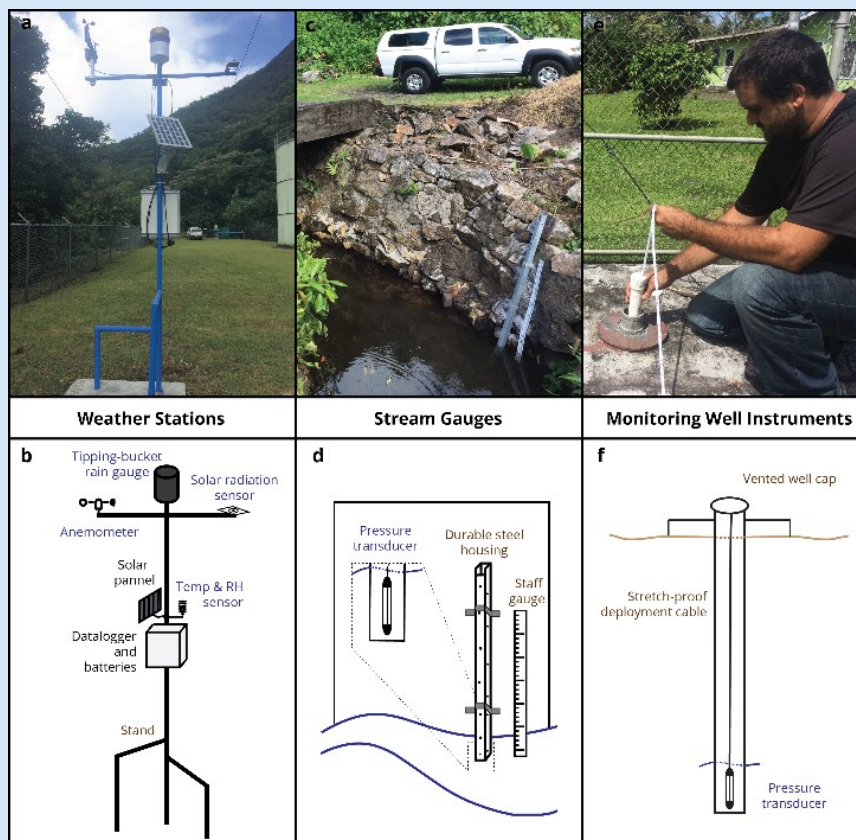 a
c
e
Weather Stations
Stream Gauges
Monitoring Well Instruments
b
Tipping-bucket
rain gauge
Solar radiation
sensor
Anemometer
Solar
pannel
Temp & RH
sensor
Datalogger
and
batteries
Stand
d
Pressure
transducer
Durable steel
housing
Staff
gauge
f
Vented well cap
Stretch-proof
deployment cable
Pressure
transducer